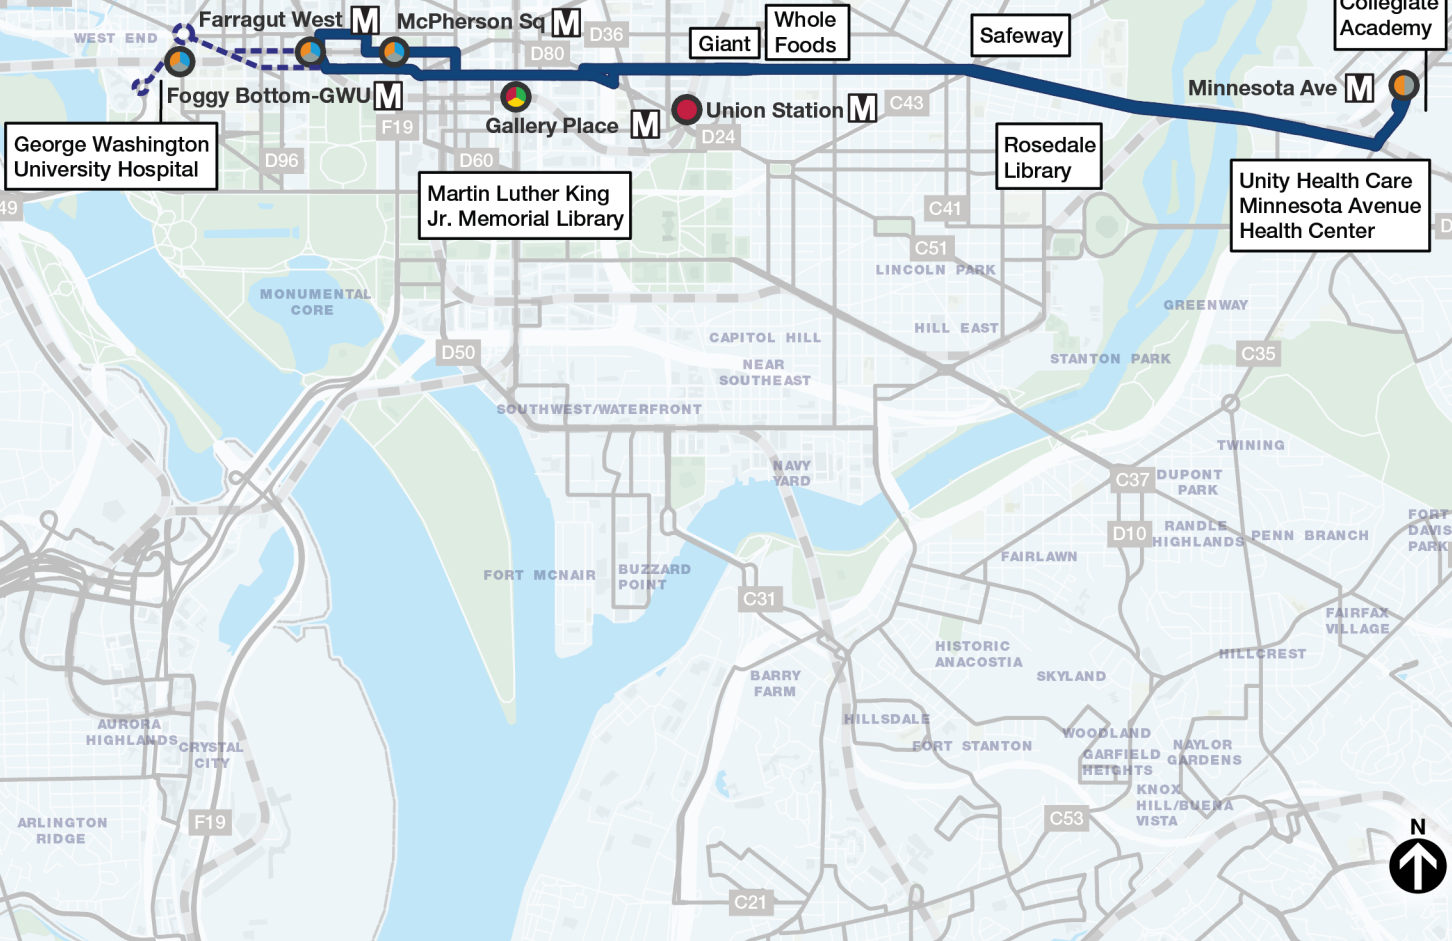 Collegiate
Academy
Farragut West M
McPherson Sq M
WEST END
D36
D80
Giant
Whole
Foods
Safeway
Minnesota Ave M
Foggy Bottom-GWU M
Gallery Place M
Union Station M
C43
F19
D24
George Washington
University Hospital
D96
D60
Rosedale
Library
Martin Luther King
Jr. Memorial Library
Unity Health Care
Minnesota Avenue
Health Center
49
C41
D
C51
LINCOLN PARK
MONUMENTAL
CORE
GREENWAY
CAPITOL HILL
HILL EAST
D50
NEAR
SOUTHEAST
STANTON PARK
C35
SOUTHWEST/WATERFRONT
TWINING
NAVY
YARD
C37
DUPONT
PARK
FORT
DAVIS
PARK
D10
RANDLE
HIGHLANDS
PENN BRANCH
FAIRLAWN
FORT MCNAIR
BUZZARD
POINT
C31
FAIRFAX
VILLAGE
HISTORIC
ANACOSTIA
HILLCREST
SKYLAND
BARRY
FARM
HILLSDALE
AURORA
HIGHLANDS
CRYSTAL
CITY
FORT STANTON
WOODLAND
GARFIELD
HEIGHTS
NAYLOR
GARDENS
KNOX
HILL/BUENA
VISTA
ARLINGTON
RIDGE
F19
C53
N
C21